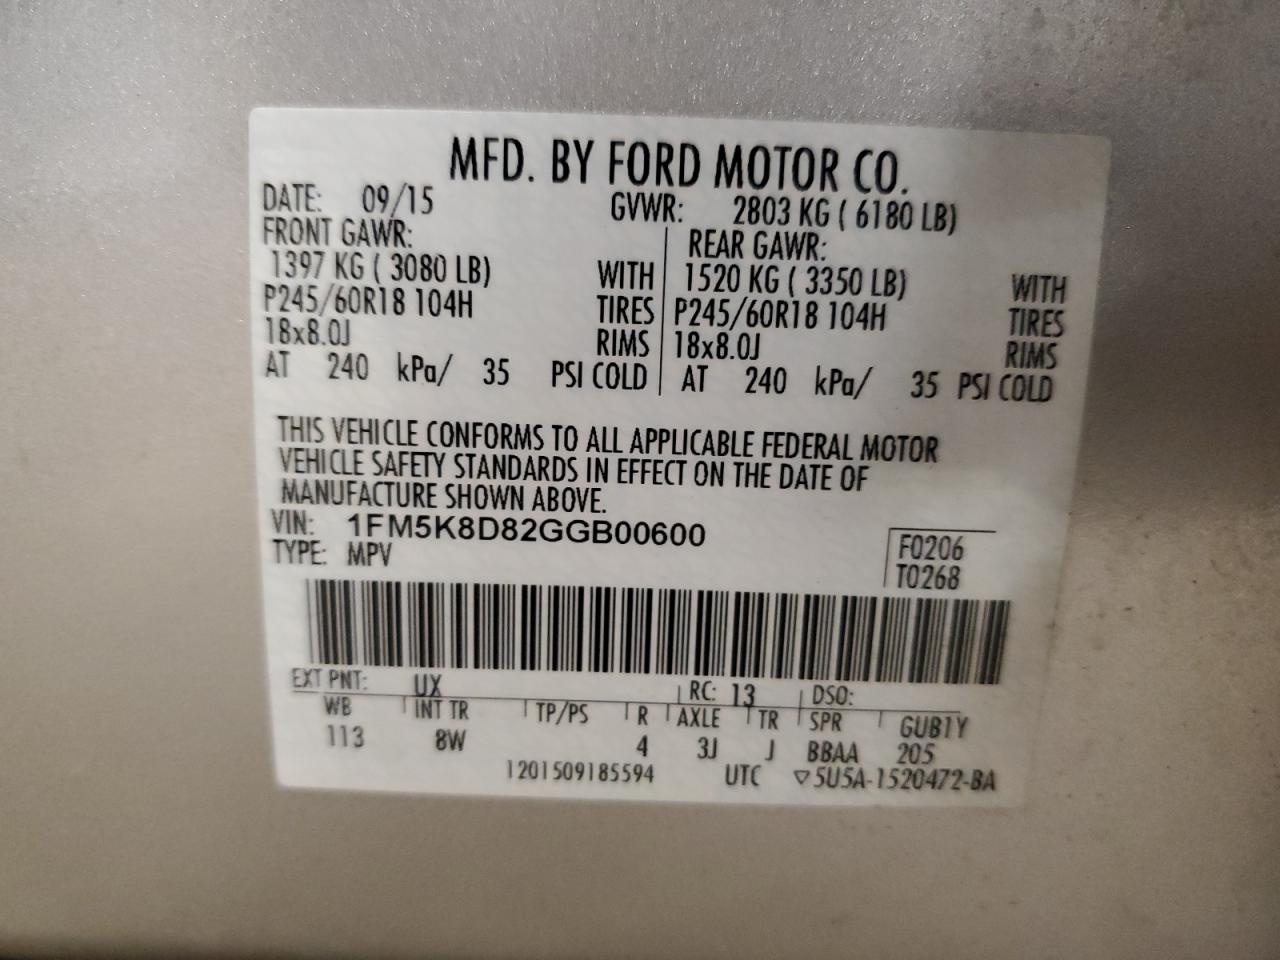 MFD. BY FORD MOTOR CO.
DATE: 09/15 GVWR: 2803 KG ( 6180 LB)
FRONT GAWR: REAR GAWR:
1397 KG ( 3080 LB) WITH 1520 KG ( 3350 LB) WITH
P245/60R18 104H TIRES P245/60R18 104H TIRES
18x8.0J RIMS 18x8.0J RIMS
AT 240 kPa/ 35 PSI COLD AT 240 kPa/ 35 PSI COLD
THIS VEHICLE CONFORMS TO ALL APPLICABLE FEDERAL MOTOR
VEHICLE SAFETY STANDARDS IN EFFECT ON THE DATE OF
MANUFACTURE SHOWN ABOVE.
VIN: 1FM5K8D82GGB00600
TYPE: MPV
F0206
T0268
EXT PNT: UX RC: 13 DSO:
WB INT TR TP/PS R AXLE TR SPR GUB1Y
113 8W 4 3J J BBAA 205
1201509185594 UTC ▽5U5A-1520472-BA